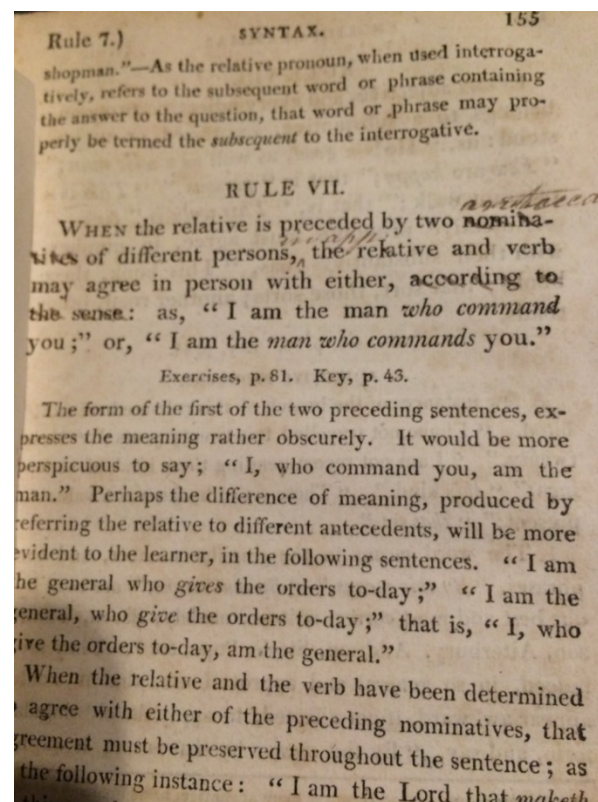 Rule 7.) SYNTAX. 155
shopman."—As the relative pronoun, when used interroga-
tively, refers to the subsequent word or phrase containing
the answer to the question, that word or phrase may pro-
perly be termed the subsequent to the interrogative.
RULE VII.
WHEN the relative is preceded by two nomina-
tives of different persons, the relative and verb
may agree in person with either, according to
the sense: as, "I am the man who command
you;" or, "I am the man who commands you."
Exercises, p. 81. Key, p. 43.
The form of the first of the two preceding sentences, ex-
presses the meaning rather obscurely. It would be more
perspicuous to say; "I, who command you, am the
man." Perhaps the difference of meaning, produced by
referring the relative to different antecedents, will be more
evident to the learner, in the following sentences. "I am
he general who gives the orders to-day;" "I am the
general, who give the orders to-day;" that is, "I, who
give the orders to-day, am the general."
When the relative and the verb have been determined
agree with either of the preceding nominatives, that
greement must be preserved throughout the sentence; as
the following instance: "I am the Lord that maketh